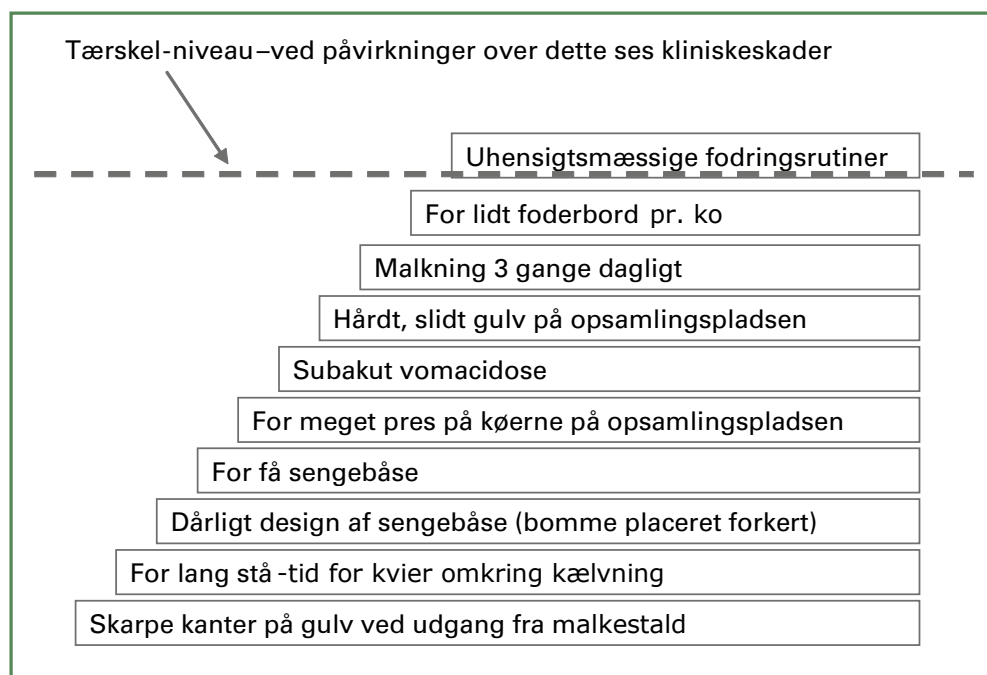 Tærskel-niveau–ved påvirkninger over dette ses kliniskeskader
Uhensigtsmæssige fodringsrutiner
For lidt foderbord pr. ko
Malkning 3 gange dagligt
Hårdt, slidt gulv på opsamlingspladsen
Subakut vomacidose
For meget pres på køerne på opsamlingspladsen
For få sengebåse
Dårligt design af sengebåse (bomme placeret forkert)
For lang stå-tid for kvier omkring kælvning
Skarpe kanter på gulv ved udgang fra malkestald